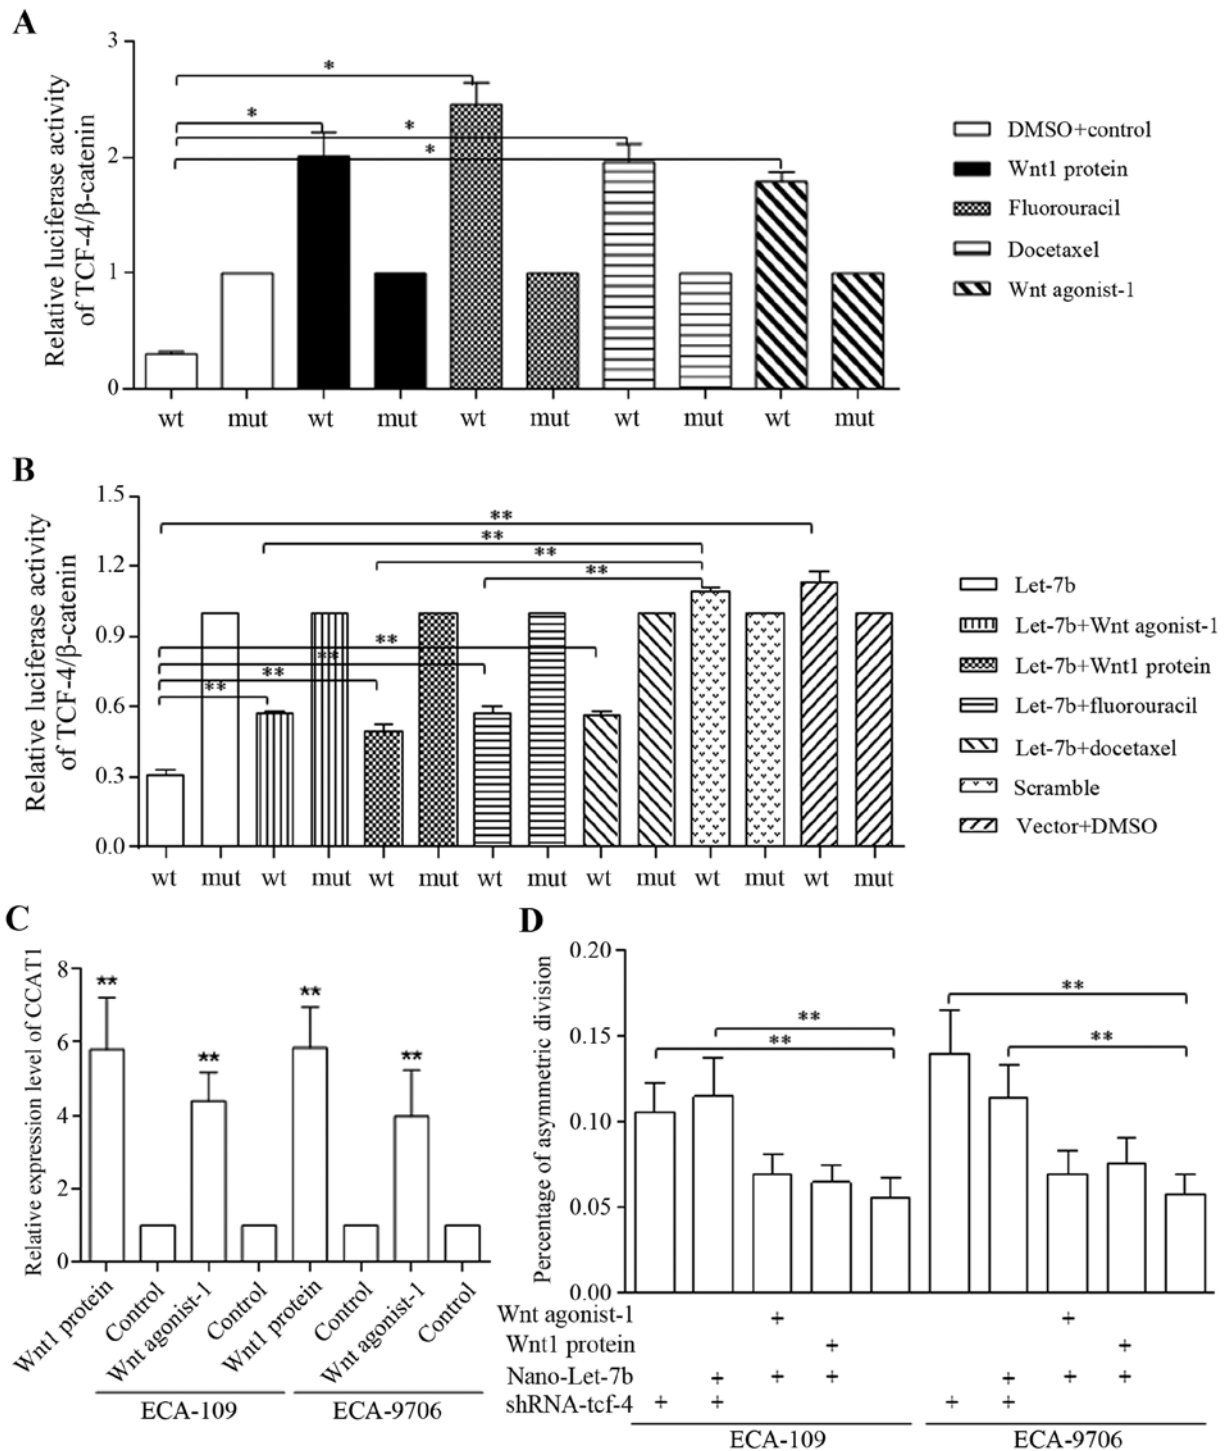 A
Relative luciferase activity
of TCF-4/β-catenin
3
2
1
0
*
*
*
*
wt mut wt mut wt mut wt mut wt mut
DMSO+control
Wnt1 protein
Fluorouracil
Docetaxel
Wnt agonist-1
B
Relative luciferase activity
of TCF-4/β-catenin
1.5
1.2
0.9
0.6
0.3
0.0
**
**
**
**
**
**
**
**
wt mut wt mut wt mut wt mut wt mut wt mut wt mut
Let-7b
Let-7b+Wnt agonist-1
Let-7b+Wnt1 protein
Let-7b+fluorouracil
Let-7b+docetaxel
Scramble
Vector+DMSO
C
Relative expression level of CCAT1
8
6
4
2
0
**
**
**
**
Wnt1 protein
Control
Wnt agonist-1
Control
Wnt1 protein
Control
Wnt agonist-1
Control
ECA-109 ECA-9706
D
Percentage of asymmetric division
0.20
0.15
0.10
0.05
0.00
**
**
**
**
Wnt agonist-1 + +
Wnt1 protein + +
Nano-Let-7b + + + + + +
shRNA-tcf-4 + + + +
ECA-109 ECA-9706